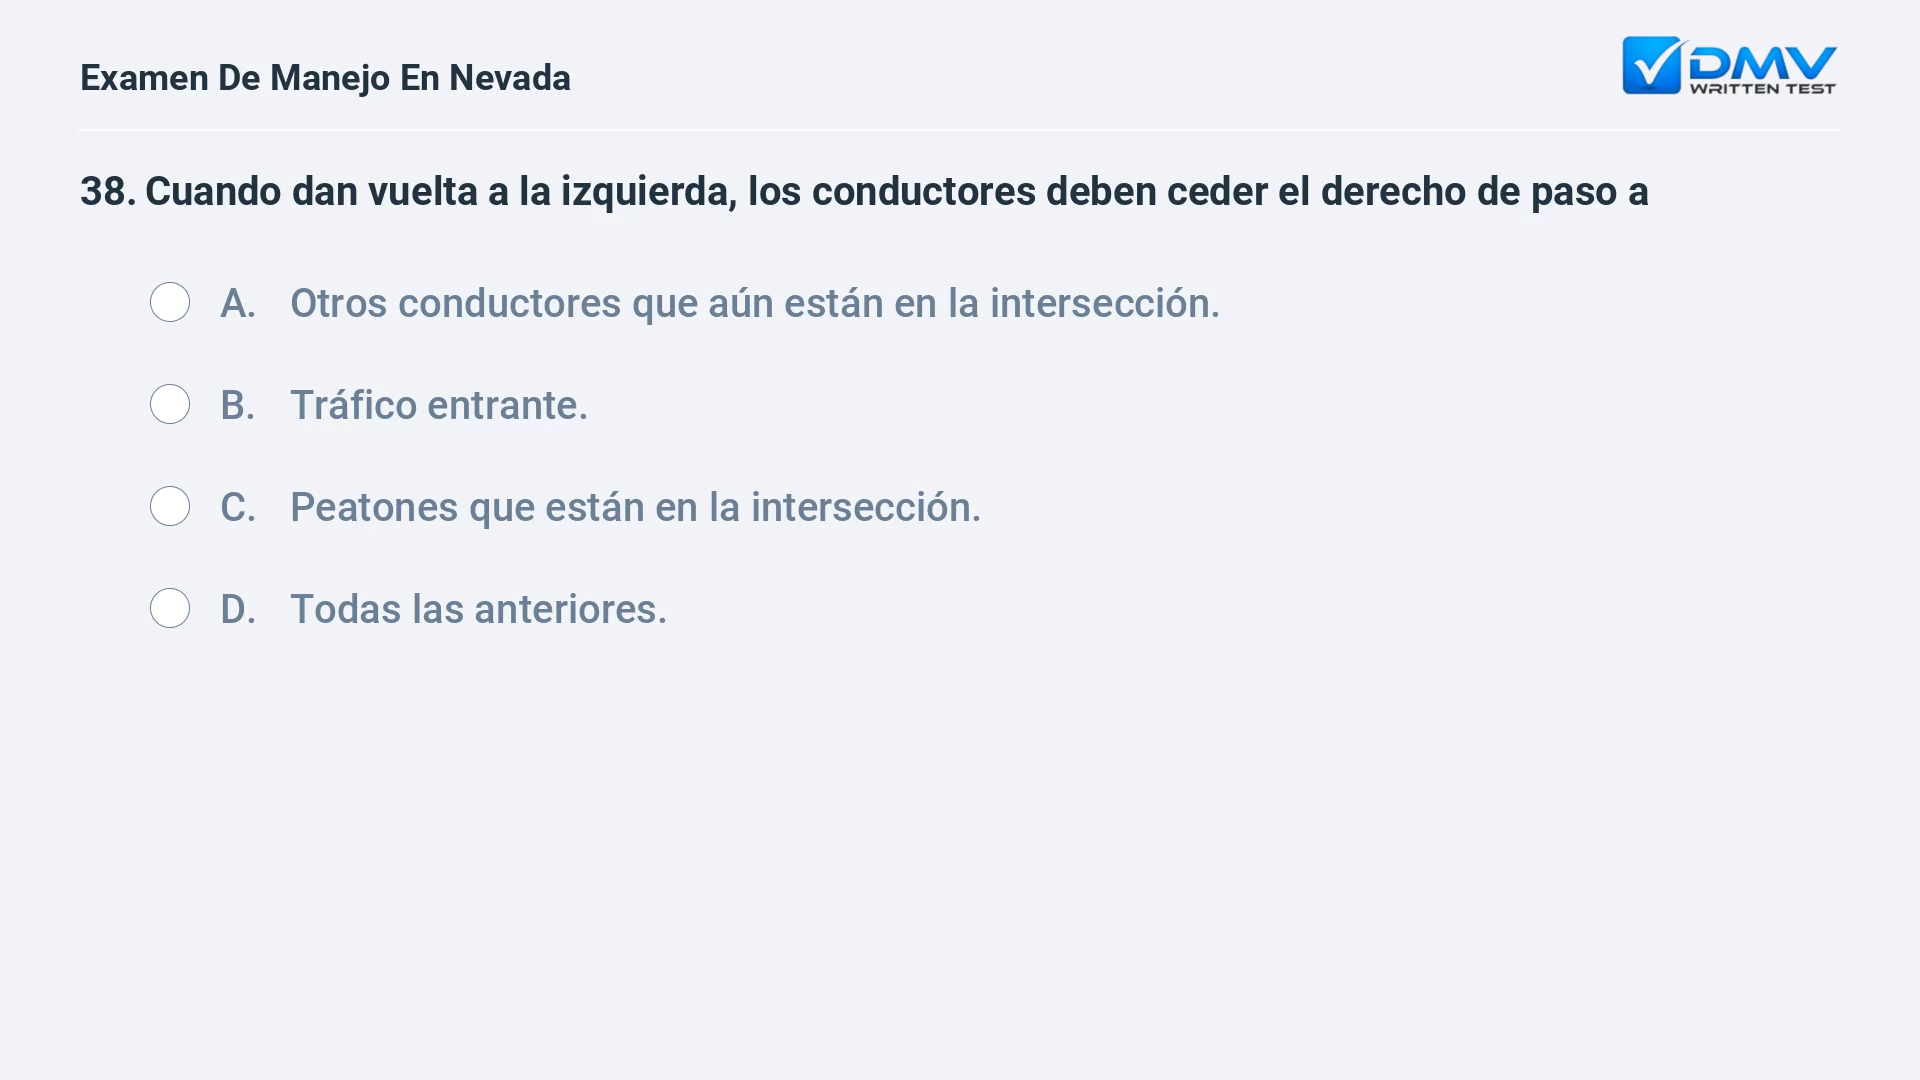 Examen De Manejo En Nevada
DMV
WRITTEN TEST
38. Cuando dan vuelta a la izquierda, los conductores deben ceder el derecho de paso a
A. Otros conductores que aún están en la intersección.
B. Tráfico entrante.
C. Peatones que están en la intersección.
D. Todas las anteriores.